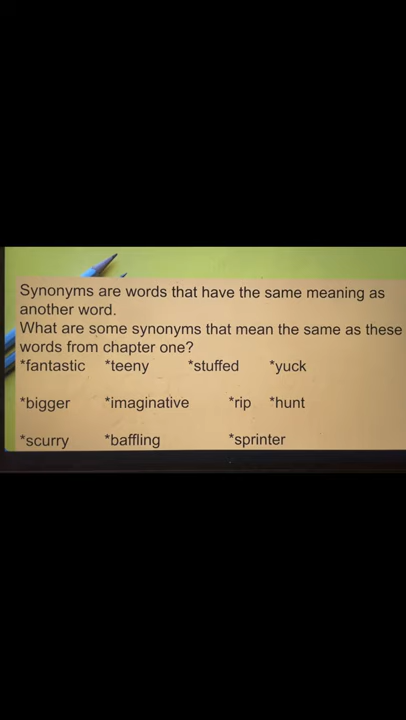 Synonyms are words that have the same meaning as
another word.
What are some synonyms that mean the same as these
words from chapter one?
*fantastic *teeny *stuffed *yuck
*bigger *imaginative *rip *hunt
*scurry *baffling *sprinter